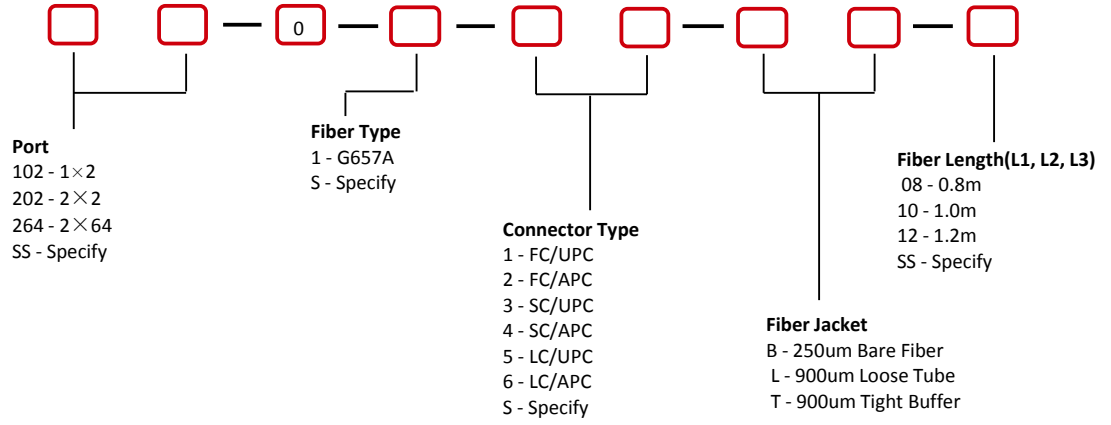 0
Port
102 - 1×2
202 - 2×2
264 - 2×64
SS - Specify
Fiber Type
1 - G657A
S - Specify
Connector Type
1 - FC/UPC
2 - FC/APC
3 - SC/UPC
4 - SC/APC
5 - LC/UPC
6 - LC/APC
S - Specify
Fiber Jacket
B - 250um Bare Fiber
L - 900um Loose Tube
T - 900um Tight Buffer
Fiber Length(L1, L2, L3)
08 - 0.8m
10 - 1.0m
12 - 1.2m
SS - Specify